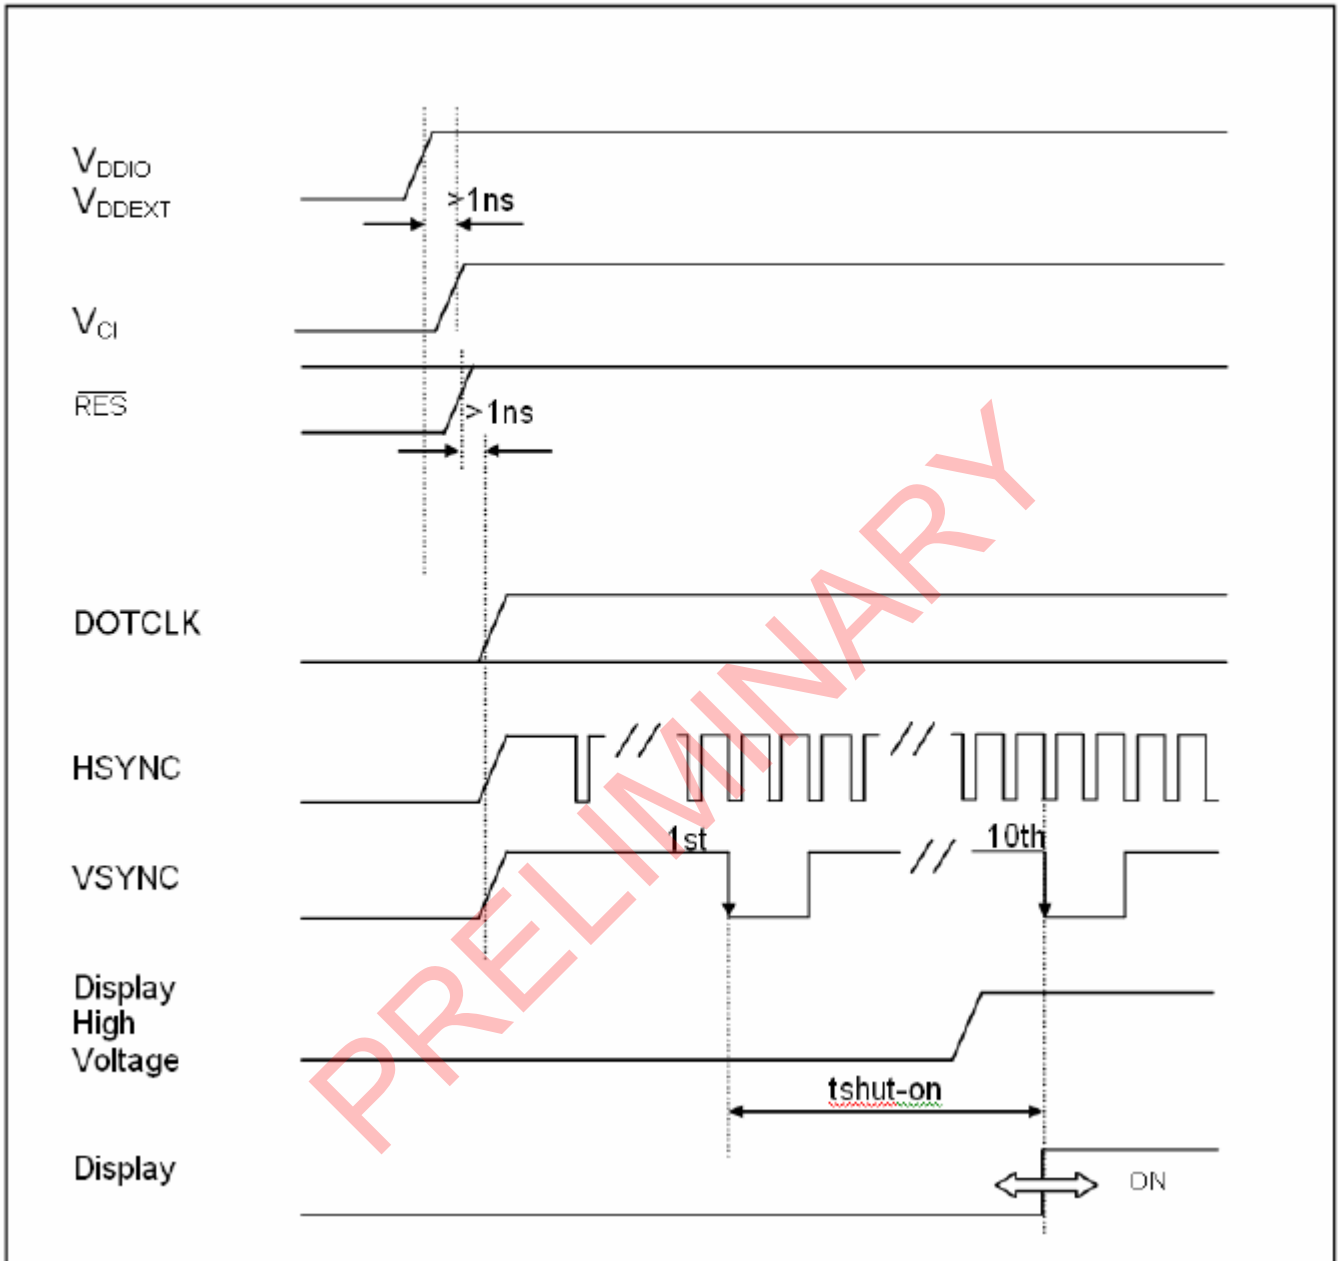 VDDIO
VDDEXT
>1ns
VCI
RES
>1ns
DOTCLK
HSYNC
1st
10th
VSYNC
Display
High
Voltage
tshut-on
Display
ON
PRELIMINARY